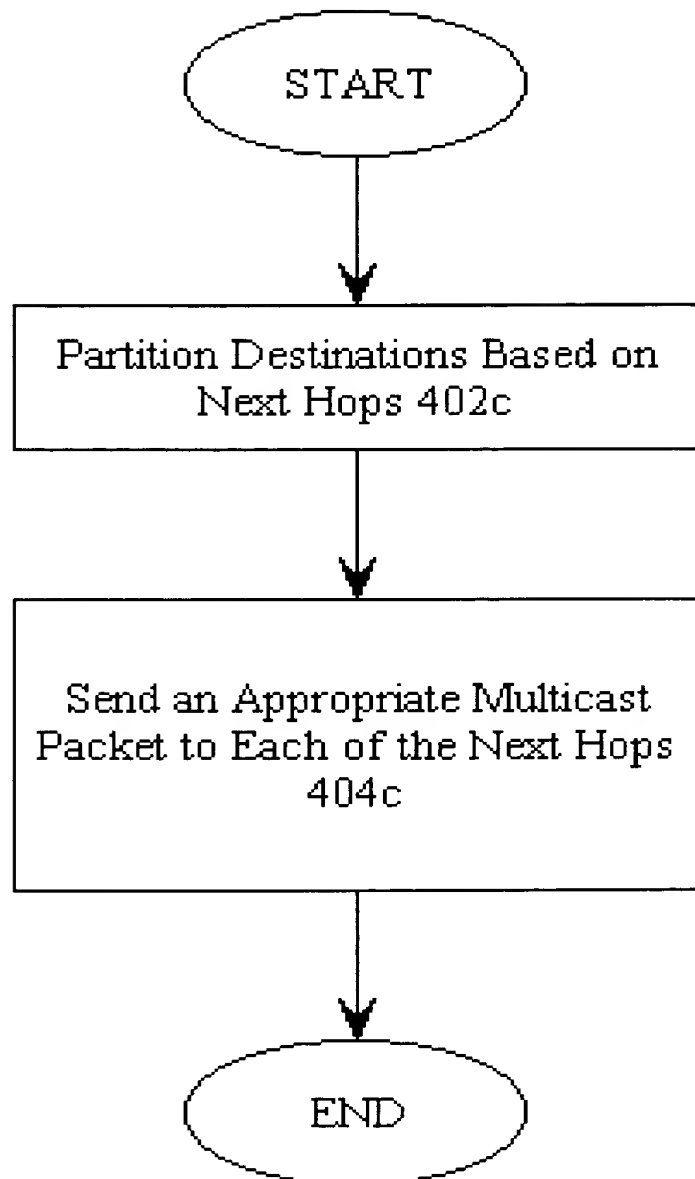 START
Partition Destinations Based on
Next Hops 402c
Send an Appropriate Multicast
Packet to Each of the Next Hops
404c
END